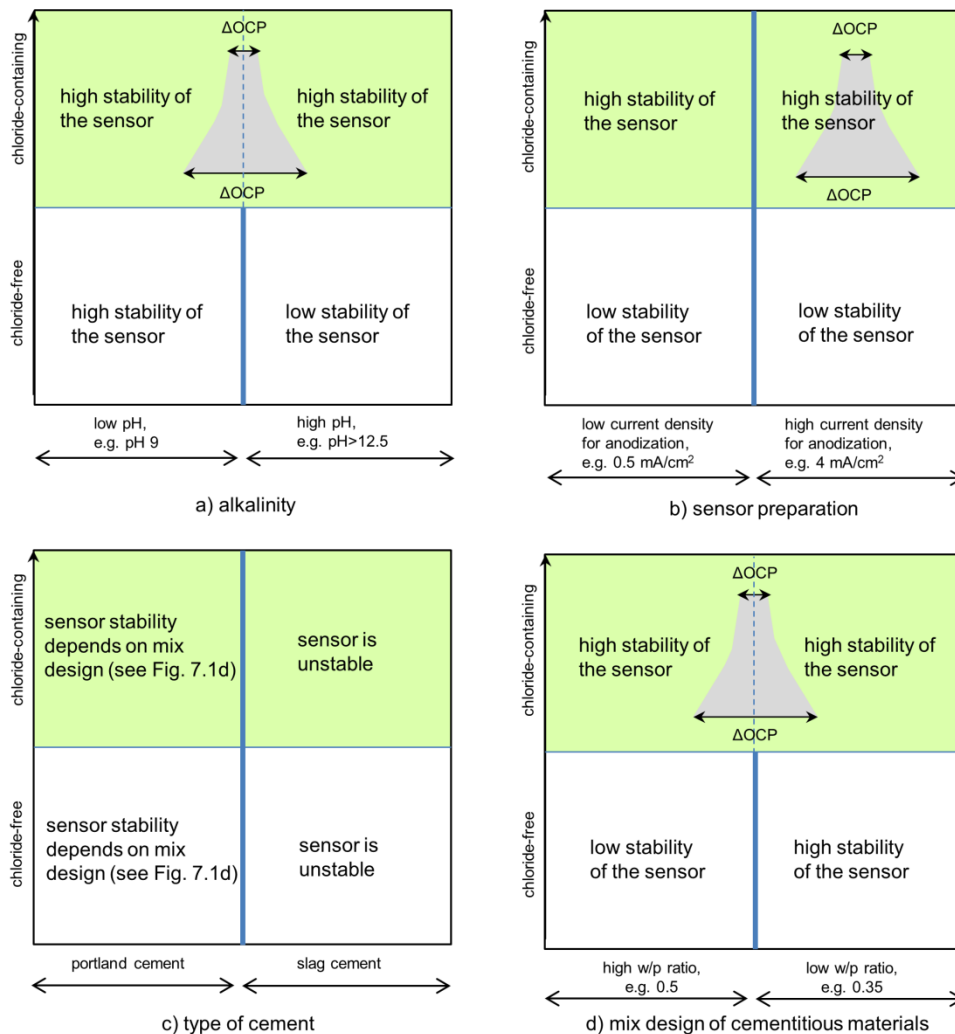 chloride-containing
ΔOCP
high stability of
the sensor
high stability of
the sensor
ΔOCP
chloride-free
high stability of
the sensor
low stability of
the sensor
low pH,
e.g. pH 9
high pH,
e.g. pH>12.5
a) alkalinity
chloride-containing
ΔOCP
high stability of
the sensor
high stability of
the sensor
ΔOCP
chloride-free
low stability
of the sensor
low stability
of the sensor
low current density
for anodization,
e.g. 0.5 mA/cm²
high current density
for anodization,
e.g. 4 mA/cm²
b) sensor preparation
chloride-containing
sensor stability
depends on mix
design (see Fig. 7.1d)
sensor is
unstable
chloride-free
sensor stability
depends on mix
design (see Fig. 7.1d)
sensor is
unstable
portland cement
slag cement
c) type of cement
chloride-containing
ΔOCP
high stability of
the sensor
high stability of
the sensor
ΔOCP
chloride-free
low stability
of the sensor
high stability
of the sensor
high w/p ratio,
e.g. 0.5
low w/p ratio,
e.g. 0.35
d) mix design of cementitious materials